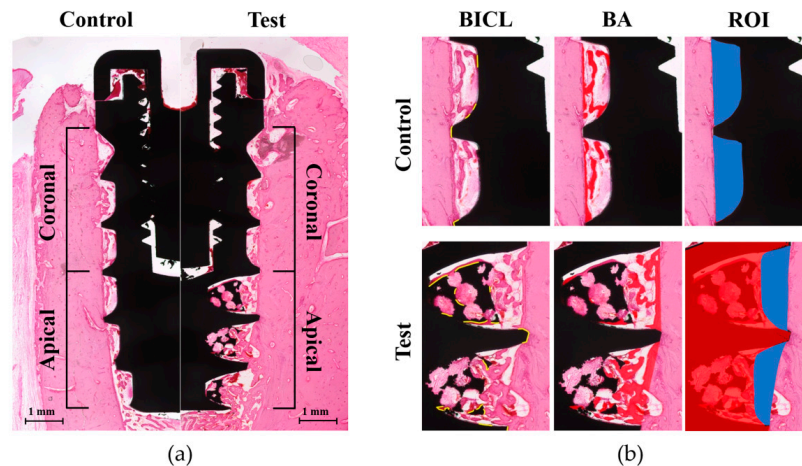 Control Test
Coronal
Apical
Coronal
Apical
1 mm
1 mm
(a)
BICL BA ROI
Control
Test
(b)